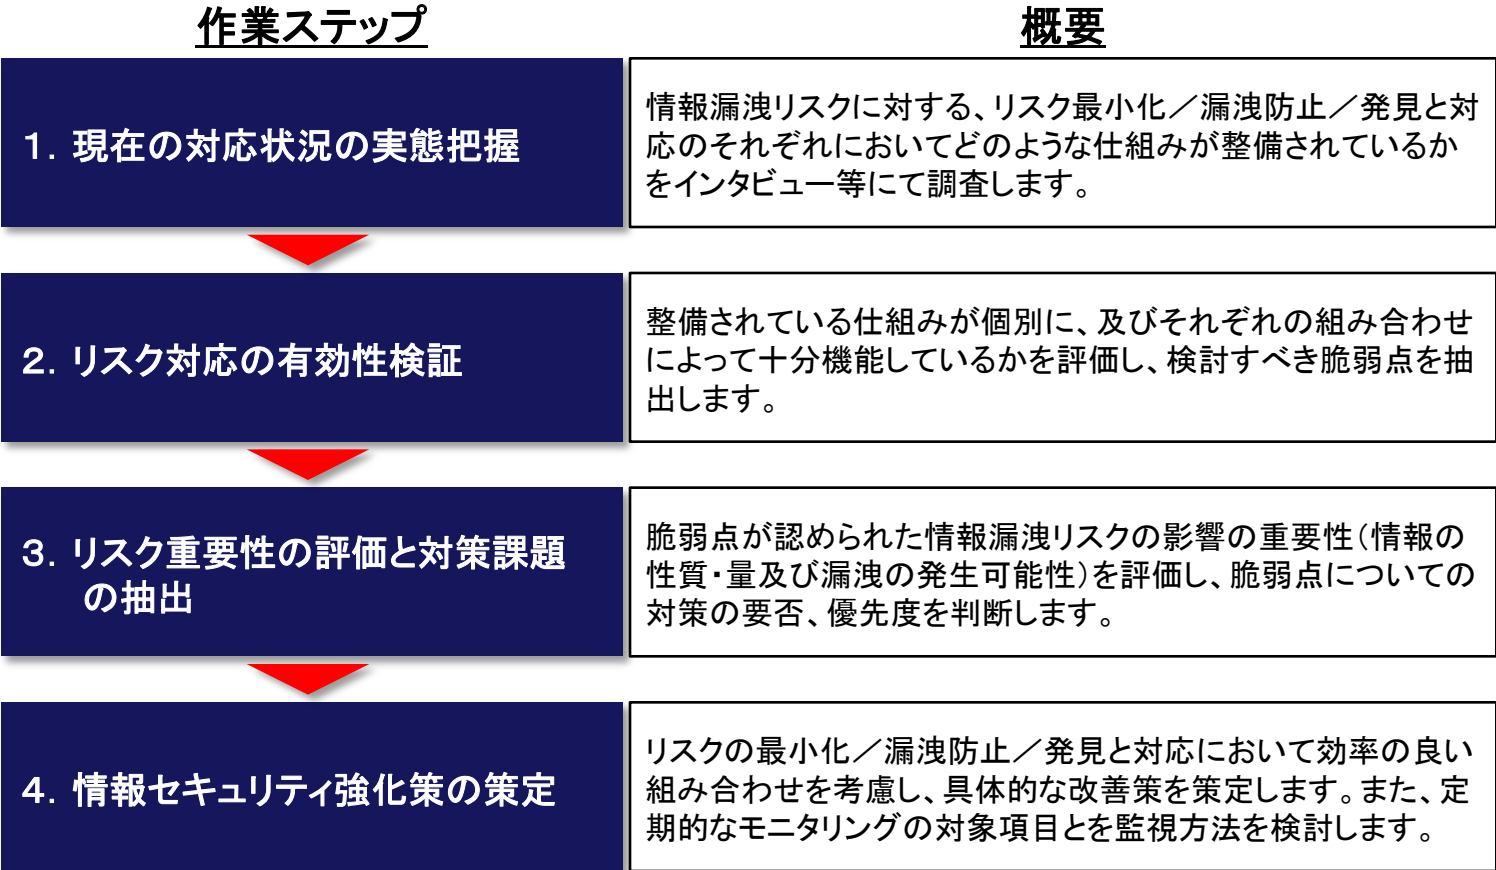 作業ステップ
概要
１．現在の対応状況の実態把握
情報漏洩リスクに対する、リスク最小化／漏洩防止／発見と対
応のそれぞれにおいてどのような仕組みが整備されているか
をインタビュー等にて調査します。
２．リスク対応の有効性検証
整備されている仕組みが個別に、及びそれぞれの組み合わせ
によって十分機能しているかを評価し、検討すべき脆弱点を抽
出します。
３．リスク重要性の評価と対策課題
の抽出
脆弱点が認められた情報漏洩リスクの影響の重要性（情報の
性質・量及び漏洩の発生可能性）を評価し、脆弱点についての
対策の要否、優先度を判断します。
４．情報セキュリティ強化策の策定
リスクの最小化／漏洩防止／発見と対応において効率の良い
組み合わせを考慮し、具体的な改善策を策定します。また、定
期的なモニタリングの対象項目とを監視方法を検討します。